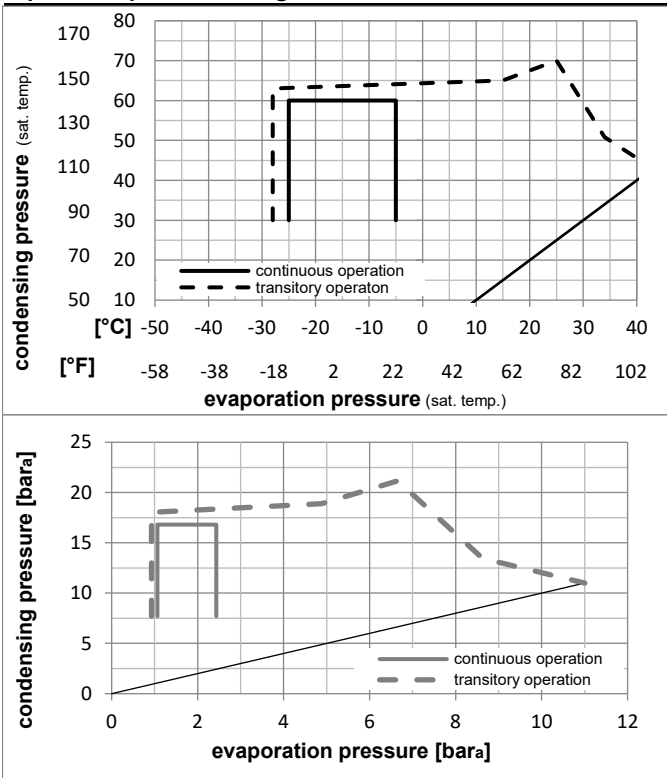 80
170
70
150
60
130
50
110
40
90
30
70
20
50
10
condensing pressure (sat. temp.)
continuous operation
transitory operaton
[°C] -50 -40 -30 -20 -10 0 10 20 30 40
[°F] -58 -38 -18 2 22 42 62 82 102
evaporation pressure (sat. temp.)
25
20
15
10
5
0
condensing pressure [bara]
continuous operation
transitory operation
0 2 4 6 8 10 12
evaporation pressure [bara]